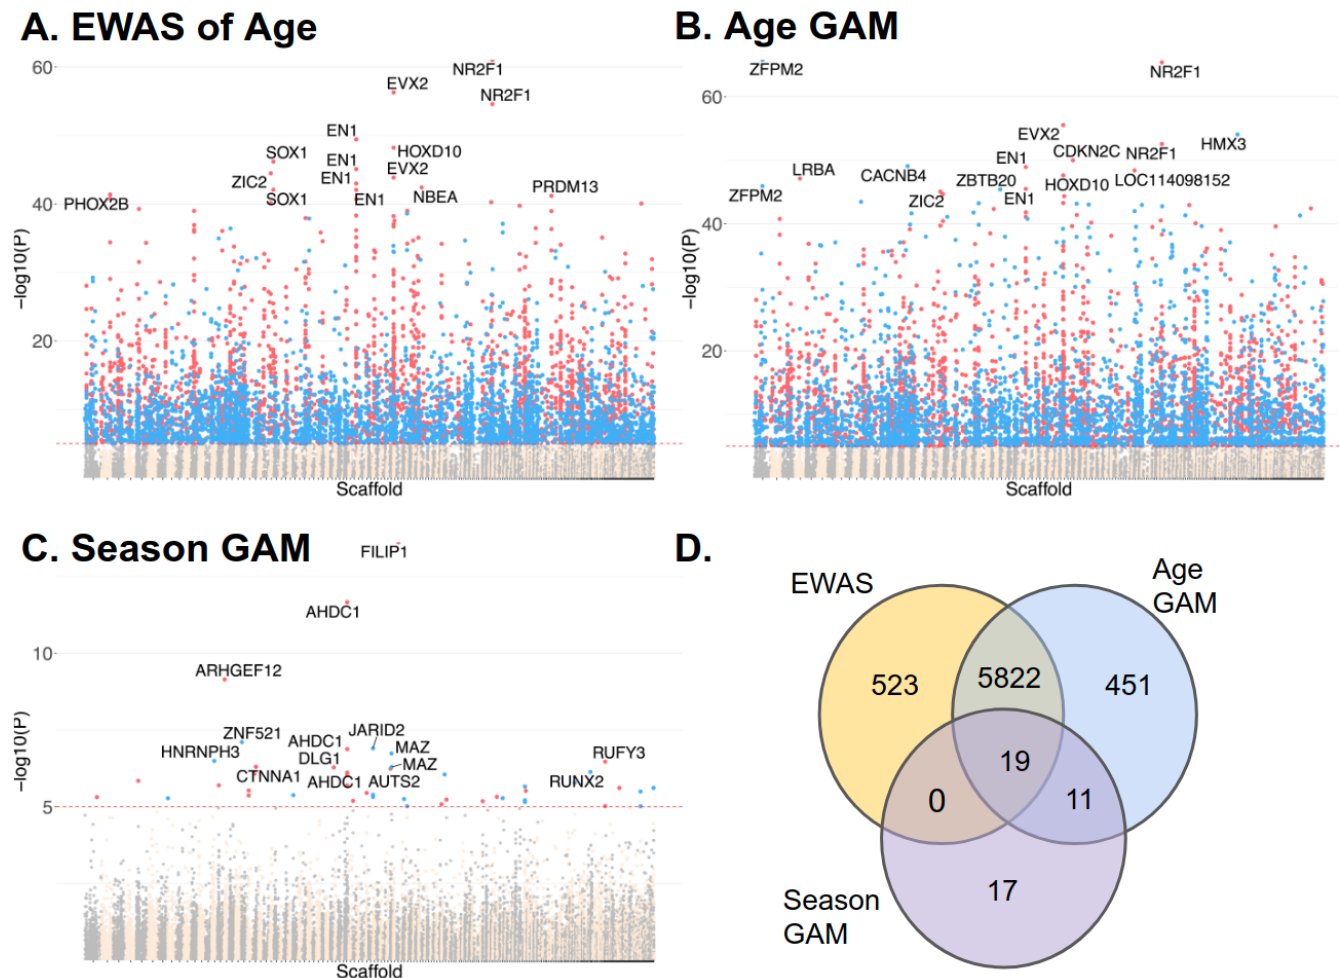 A. EWAS of Age
60
40
20
−log10(P)
NR2F1
EVX2
NR2F1
EN1
SOX1
EN1
HOXD10
ZIC2
EN1
EVX2
SOX1
EN1
NBEA
PRDM13
PHOX2B
Scaffold
B. Age GAM
60
40
20
−log10(P)
ZFPM2
NR2F1
EVX2
CDKN2C
NR2F1
HMX3
EN1
LRBA
CACNB4
ZBTB20
HOXD10
LOC114098152
ZFPM2
ZIC2
EN1
Scaffold
C. Season GAM
10
5
−log10(P)
FILIP1
AHDC1
ARHGEF12
ZNF521
AHDC1
JARID2
HNRNPH3
DLG1
MAZ
MAZ
CTNNA1
AHDC1
AUTS2
RUFY3
RUNX2
Scaffold
D.
EWAS
Age
GAM
523
5822
451
19
0
11
17
Season
GAM